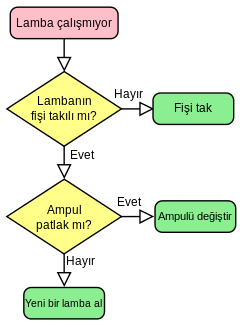 Lamba çalışmıyor
Lambanın
fişi takılı mı?
Hayır
Fişi tak
Evet
Ampul
patlak mı?
Evet
Ampulü değiştir
Hayır
Yeni bir lamba al